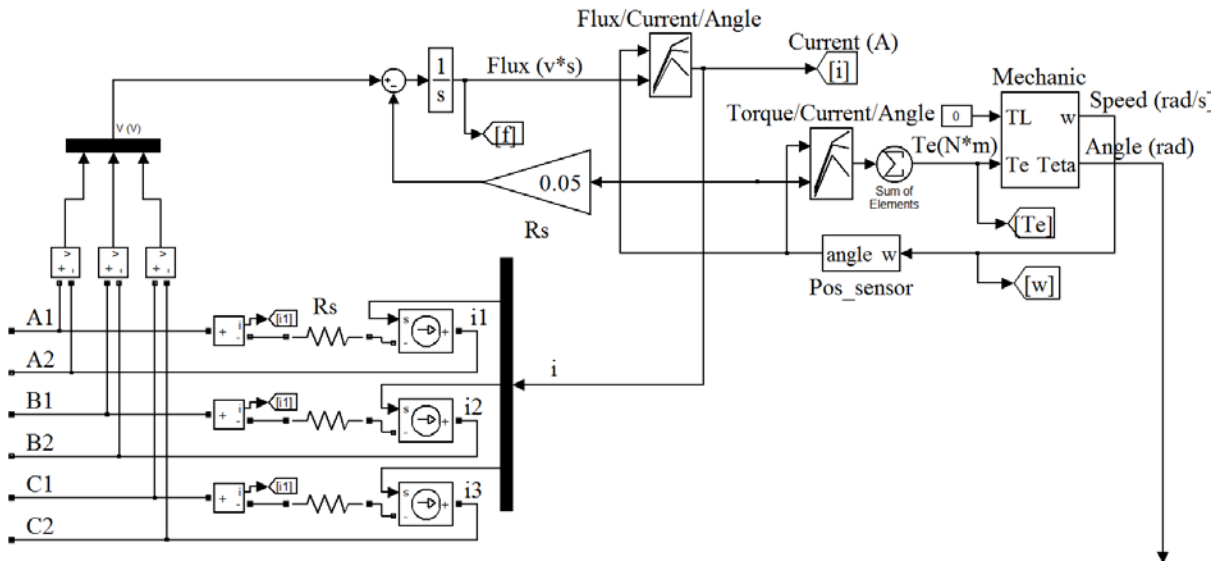 Flux/Current/Angle
Current (A)
[i]
1
s
Flux (v*s)
[f]
+
-
V (V)
Mechanic
Speed (rad/s]
TL w
Te Teta
0
Torque/Current/Angle
Te(N*m)
Angle (rad)
Σ
Sum of
Elements
[Te]
0.05
Rs
angle w
Pos_sensor
[w]
v
+ -
v
+ -
v
+ -
A1
+ i -
[i1]
Rs
s
- +
i1
A2
i
B1
+ i -
[i1]
s
- +
i2
B2
C1
+ i -
[i1]
s
- +
i3
C2